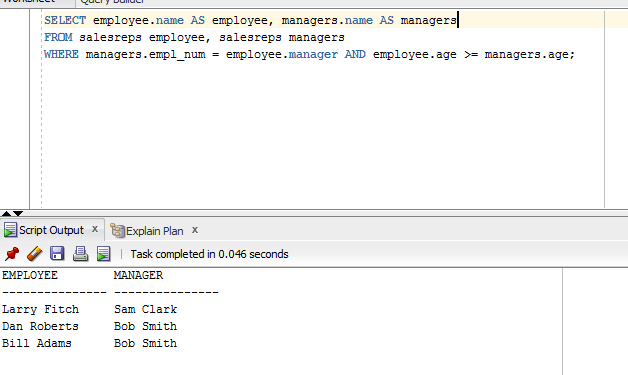 Worksheet Query Builder
SELECT employee.name AS employee, managers.name AS managers
FROM salesreps employee, salesreps managers
WHERE managers.empl_num = employee.manager AND employee.age >= managers.age;
Script Output x Explain Plan x
Task completed in 0.046 seconds
EMPLOYEE MANAGER
--------------- ---------------
Larry Fitch Sam Clark
Dan Roberts Bob Smith
Bill Adams Bob Smith